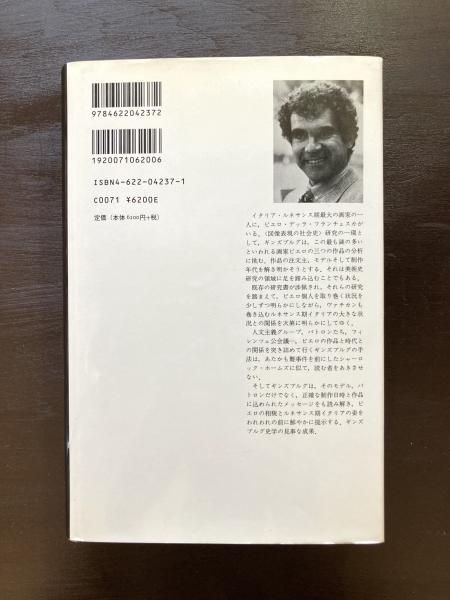 9784622042372
1920071062006
ISBN4-622-04237-1
C0071 ¥6200E
定価 (本体6200円+税)
イタリア・ルネサンス期最大の画家の一
人に，ピエロ・デッラ・フランチェスカが
いる．〈図像表現の社会史〉研究の一環と
して，ギンズブルグは，この最も謎の多い
といわれる画家ピエロの三つの作品の分析
に挑む．作品の注文主，モデルそして制作
年代を解き明かそうとする．それは美術史
研究の領域に足を踏み込むことでもある．
既存の研究書が渉猟され，それらの研究
を踏まえて，ピエロ個人を取り巻く状況を
少しずつ明らかにしながら，ヴァチカンも
巻き込むルネサンス期イタリアの大きな状
況との関係を次第に明らかにしてゆく．
人文主義グループ，パトロンたち，フィ
レンツェ公会議…，ピエロの作品と時代と
の関係を突き詰めて行くギンズブルグの手
法は，あたかも難事件を前にしたシャーロ
ック・ホームズに似て，読む者をあきさせ
ない．
そしてギンズブルグは，そのモデル，パ
トロンだけでなく，正確な制作日時と作品
に込められたメッセージをも読み解き，ピ
エロの相貌とルネサンス期イタリアの姿を
われわれの前に鮮やかに提示する．ギンズ
ブルグ史学の見事な成果．